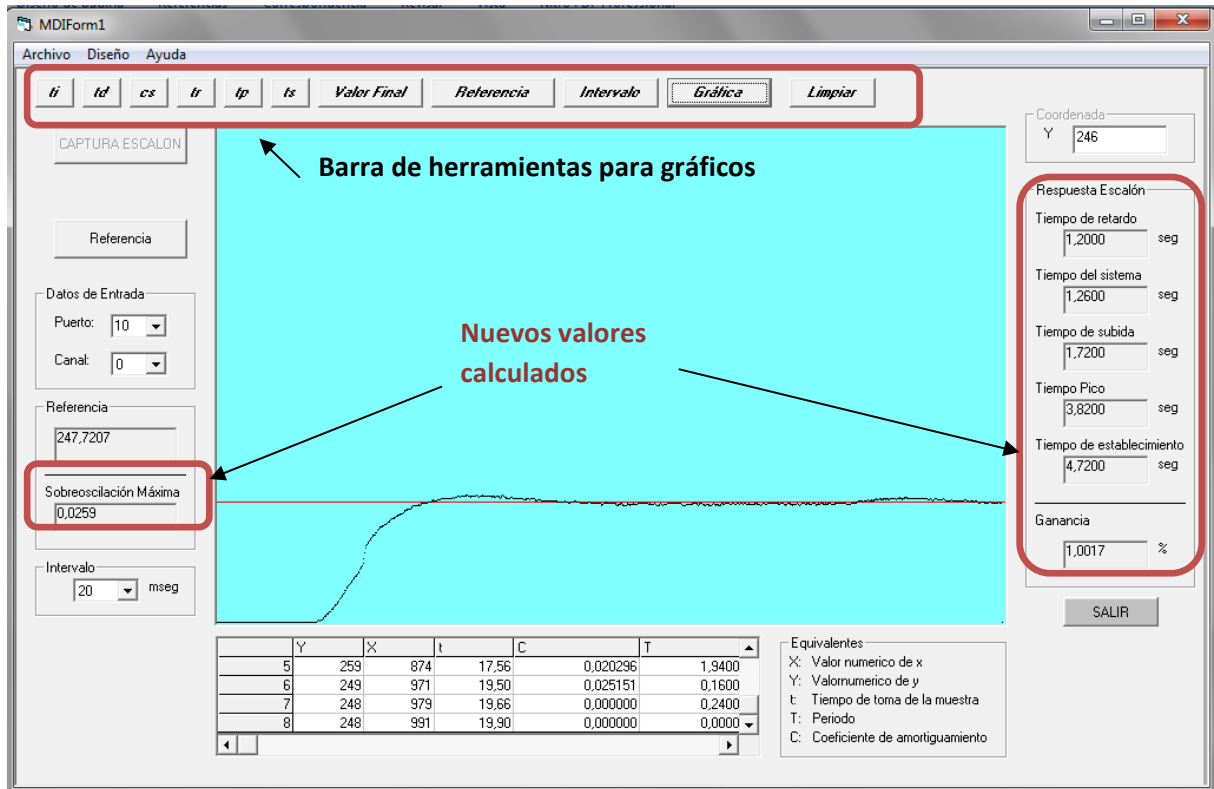 MDIForm1
Archivo Diseño Ayuda
ti td cs tr tp ts Valor Final Referencia Intervalo Gráfica Limpiar
CAPTURA ESCALON
Barra de herramientas para gráficos
Coordenada
Y 246
Referencia
Datos de Entrada
Puerto: 10
Canal: 0
Referencia
247,7207
Sobreoscilación Máxima
0,0259
Intervalo
20 mseg
Nuevos valores
calculados
Respuesta Escalón
Tiempo de retardo
1,2000 seg
Tiempo del sistema
1,2600 seg
Tiempo de subida
1,7200 seg
Tiempo Pico
3,8200 seg
Tiempo de establecimiento
4,7200 seg
Ganancia
1,0017 %
SALIR
Y X t C T
5 259 874 17,56 0,020296 1,9400
6 249 971 19,50 0,025151 0,1600
7 248 979 19,66 0,000000 0,2400
8 248 991 19,90 0,000000 0,0000
Equivalentes
X: Valor numerico de x
Y: Valornumerico de y
t: Tiempo de toma de la muestra
T: Periodo
C: Coeficiente de amortiguamiento